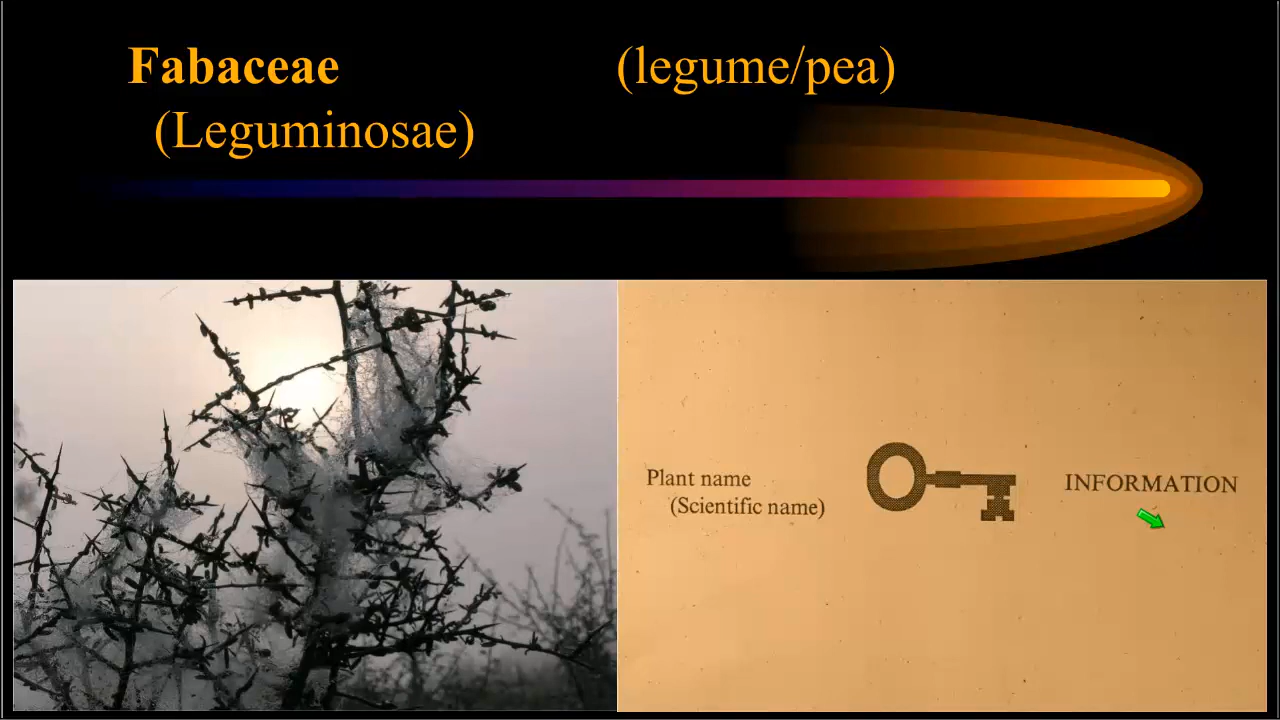 Fabaceae (legume/pea)
(Leguminosae)
Plant name
(Scientific name)
INFORMATION